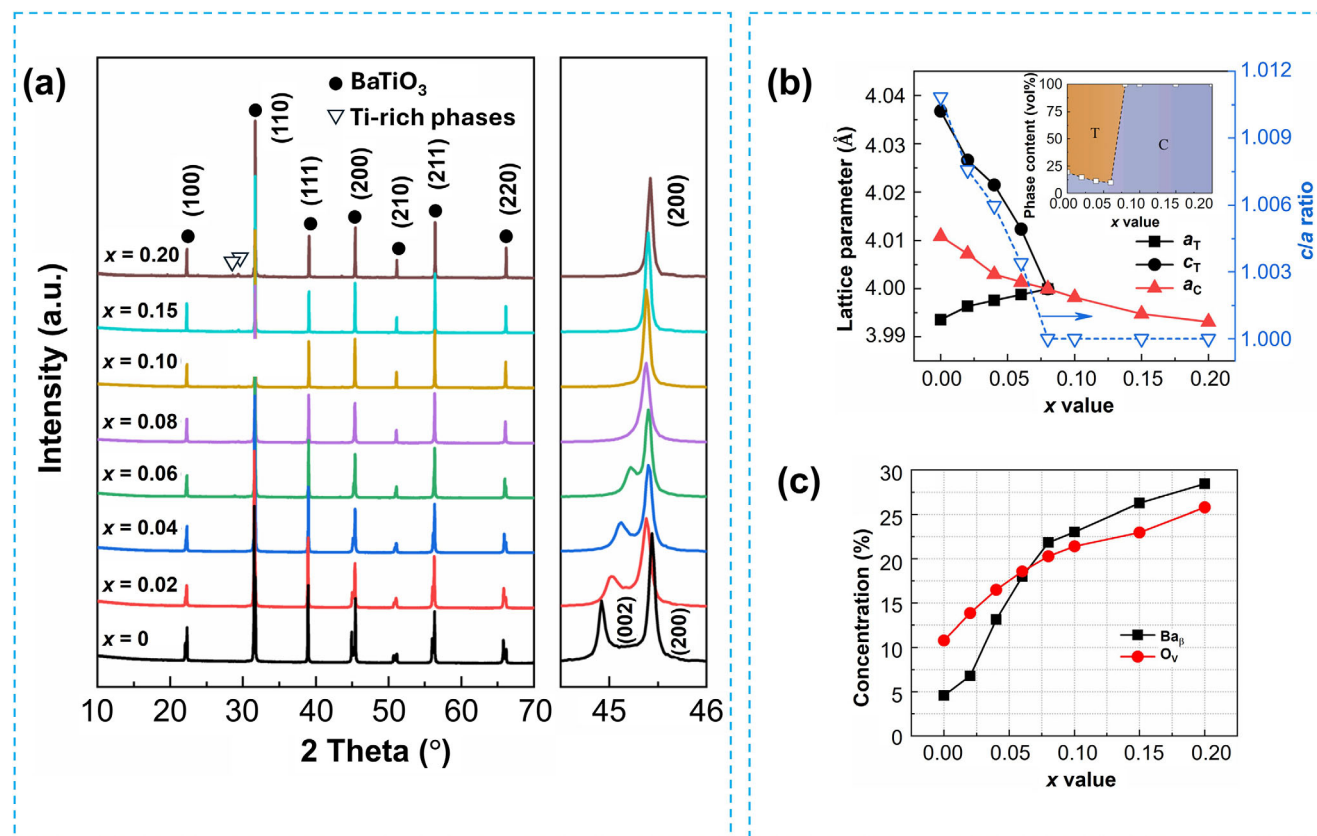 (a)
BaTiO₃
Ti-rich phases
(100)
(110)
(111)
(200)
(210)
(211)
(220)
x = 0.20
x = 0.15
x = 0.10
x = 0.08
x = 0.06
x = 0.04
x = 0.02
x = 0
Intensity (a.u.)
10 20 30 40 50 60 70
2 Theta (°)
(200)
(002)
(200)
45 46
(b)
4.04
4.03
4.02
4.01
4.00
3.99
Lattice parameter (Å)
0.00 0.05 0.10 0.15 0.20
x value
1.012
1.009
1.006
1.003
1.000
c/a ratio
Phase content (vol%)
100
75
50
25
0
T
C
0.00 0.05 0.10 0.15 0.20
x value
a_T
c_T
a_C
(c)
30
25
20
15
10
5
0
Concentration (%)
Ba_β
O_V
0.00 0.05 0.10 0.15 0.20
x value